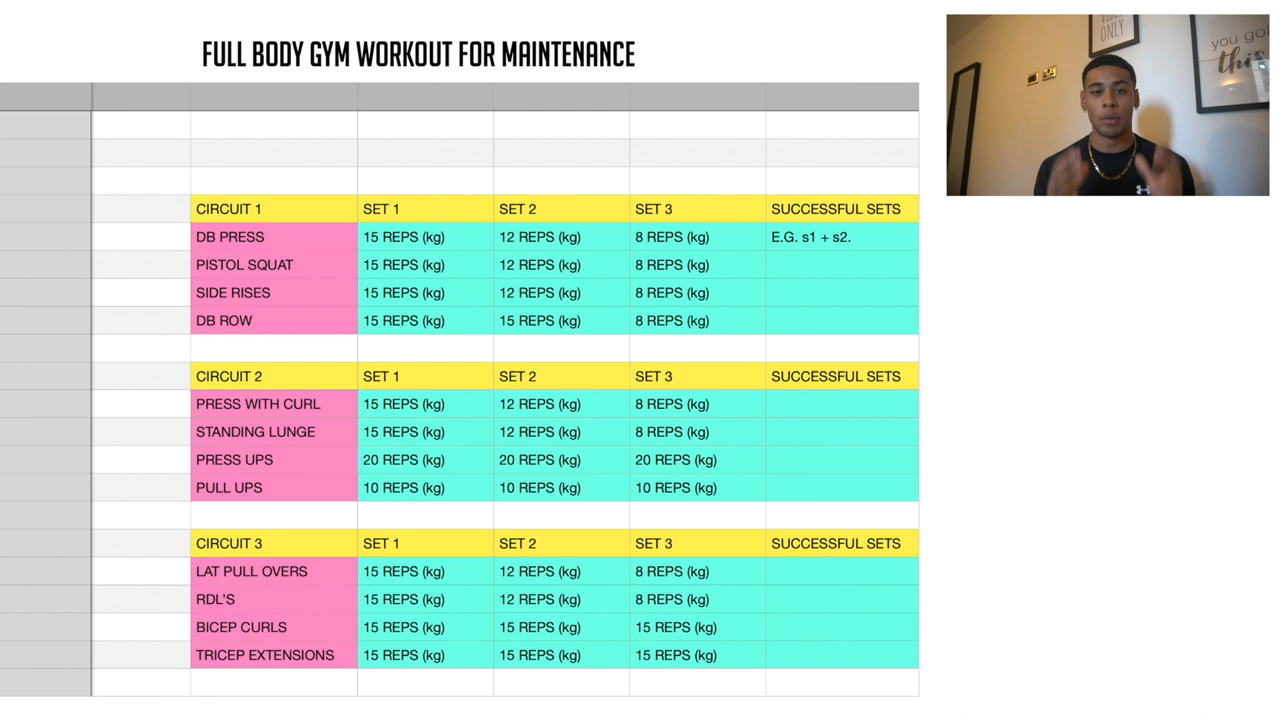 FULL BODY GYM WORKOUT FOR MAINTENANCE
VIBES
ONLY
you got
this
CIRCUIT 1 SET 1 SET 2 SET 3 SUCCESSFUL SETS
DB PRESS 15 REPS (kg) 12 REPS (kg) 8 REPS (kg) E.G. s1 + s2.
PISTOL SQUAT 15 REPS (kg) 12 REPS (kg) 8 REPS (kg)
SIDE RISES 15 REPS (kg) 12 REPS (kg) 8 REPS (kg)
DB ROW 15 REPS (kg) 15 REPS (kg) 8 REPS (kg)
CIRCUIT 2 SET 1 SET 2 SET 3 SUCCESSFUL SETS
PRESS WITH CURL 15 REPS (kg) 12 REPS (kg) 8 REPS (kg)
STANDING LUNGE 15 REPS (kg) 12 REPS (kg) 8 REPS (kg)
PRESS UPS 20 REPS (kg) 20 REPS (kg) 20 REPS (kg)
PULL UPS 10 REPS (kg) 10 REPS (kg) 10 REPS (kg)
CIRCUIT 3 SET 1 SET 2 SET 3 SUCCESSFUL SETS
LAT PULL OVERS 15 REPS (kg) 12 REPS (kg) 8 REPS (kg)
RDL'S 15 REPS (kg) 12 REPS (kg) 8 REPS (kg)
BICEP CURLS 15 REPS (kg) 15 REPS (kg) 15 REPS (kg)
TRICEP EXTENSIONS 15 REPS (kg) 15 REPS (kg) 15 REPS (kg)